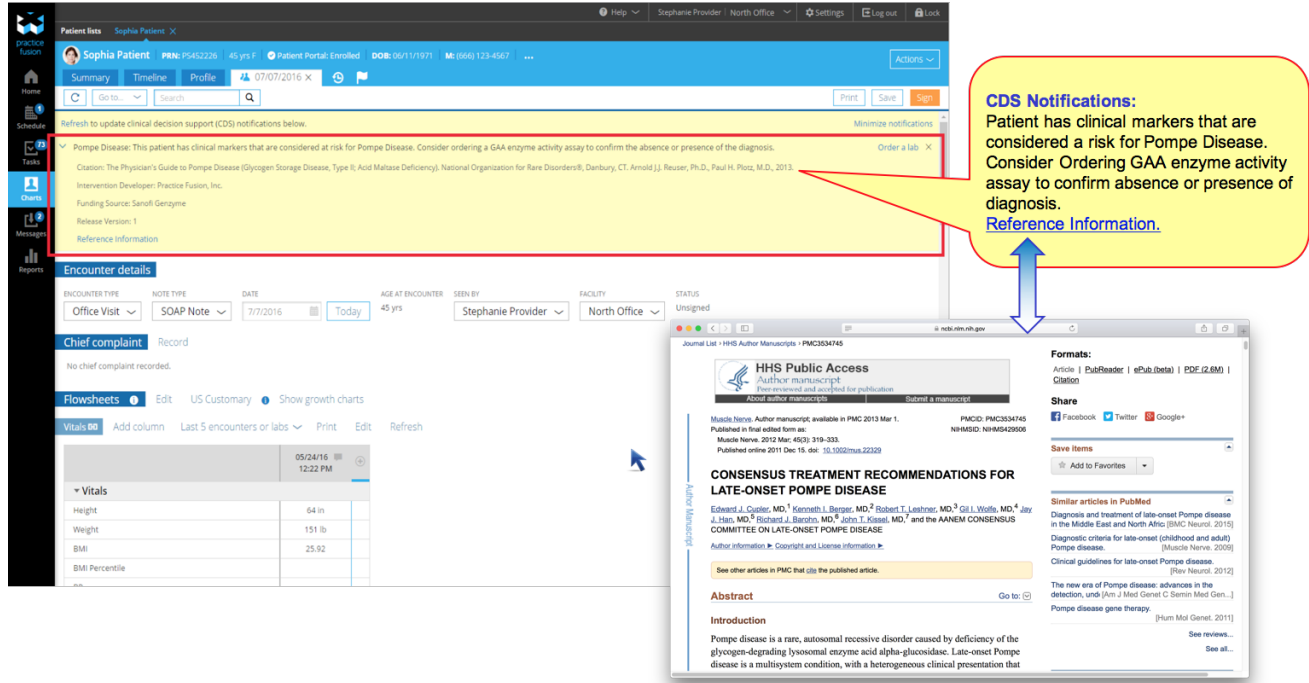 practice
fusion
Home
Schedule
1
Tasks
73
Charts
Messages
2
Reports
Help
Stephanie Provider | North Office
Settings
Log out
Lock
Patient lists
Sophia Patient ×
Sophia Patient
PRN: PS452226
45 yrs F
Patient Portal: Enrolled
DOB: 06/11/1971
M: (666) 123-4567
...
Actions
Summary
Timeline
Profile
07/07/2016 ×
Go to...
Search
Print
Save
Sign
Refresh to update clinical decision support (CDS) notifications below.
Minimize notifications
Pompe Disease: This patient has clinical markers that are considered at risk for Pompe Disease. Consider ordering a GAA enzyme activity assay to confirm the absence or presence of the diagnosis.
Order a lab ×
Citation: The Physician's Guide to Pompe Disease (Glycogen Storage Disease, Type II; Acid Maltase Deficiency), National Organization for Rare Disorders®, Danbury, CT. Arnold J.J. Reuser, Ph.D., Paul H. Plotz, M.D., 2013.
Intervention Developer: Practice Fusion, Inc.
Funding Source: Sanofi Genzyme
Release Version: 1
Reference Information
Encounter details
ENCOUNTER TYPE
NOTE TYPE
DATE
AGE AT ENCOUNTER
SEEN BY
FACILITY
STATUS
Office Visit
SOAP Note
7/7/2016
Today
45 yrs
Stephanie Provider
North Office
Unsigned
Chief complaint
Record
No chief complaint recorded.
Flowsheets
Edit
US Customary
Show growth charts
Vitals
Add column
Last 5 encounters or labs
Print
Edit
Refresh
05/24/16
12:22 PM
Vitals
Height
64 in
Weight
151 lb
BMI
25.92
BMI Percentile
CDS Notifications:
Patient has clinical markers that are
considered a risk for Pompe Disease.
Consider Ordering GAA enzyme activity
assay to confirm absence or presence of
diagnosis.
Reference Information.
ncbi.nlm.nih.gov
Journal List > HHS Author Manuscripts > PMC3534745
HHS Public Access
Author manuscript
Peer-reviewed and accepted for publication
About author manuscripts
Submit a manuscript
Muscle Nerve. Author manuscript; available in PMC 2013 Mar 1.
PMCID: PMC3534745
Published in final edited form as:
NIHMSID: NIHMS429506
Muscle Nerve. 2012 Mar; 45(3): 319–333.
Published online 2011 Dec 15. doi: 10.1002/mus.22329
CONSENSUS TREATMENT RECOMMENDATIONS FOR
LATE-ONSET POMPE DISEASE
Edward J. Cupler, MD,1 Kenneth I. Berger, MD,2 Robert T. Leshner, MD,3 Gil I. Wolfe, MD,4 Jay
J. Han, MD,5 Richard J. Barohn, MD,6 John T. Kissel, MD,7 and the AANEM CONSENSUS
COMMITTEE ON LATE-ONSET POMPE DISEASE
Author information ► Copyright and License information ►
See other articles in PMC that cite the published article.
Abstract
Go to:
Introduction
Pompe disease is a rare, autosomal recessive disorder caused by deficiency of the
glycogen-degrading lysosomal enzyme acid alpha-glucosidase. Late-onset Pompe
disease is a multisystem condition, with a heterogeneous clinical presentation that
Author Manuscript
Formats:
Article | PubReader | ePub (beta) | PDF (2.6M) |
Citation
Share
Facebook Twitter Google+
Save items
Add to Favorites
Similar articles in PubMed
Diagnosis and treatment of late-onset Pompe disease
in the Middle East and North Afric [BMC Neurol. 2015]
Diagnostic criteria for late-onset (childhood and adult)
Pompe disease. [Muscle Nerve. 2009]
Clinical guidelines for late-onset Pompe disease.
[Rev Neurol. 2012]
The new era of Pompe disease: advances in the
detection, und [Am J Med Genet C Semin Med Gen...]
Pompe disease gene therapy.
[Hum Mol Genet. 2011]
See reviews...
See all...